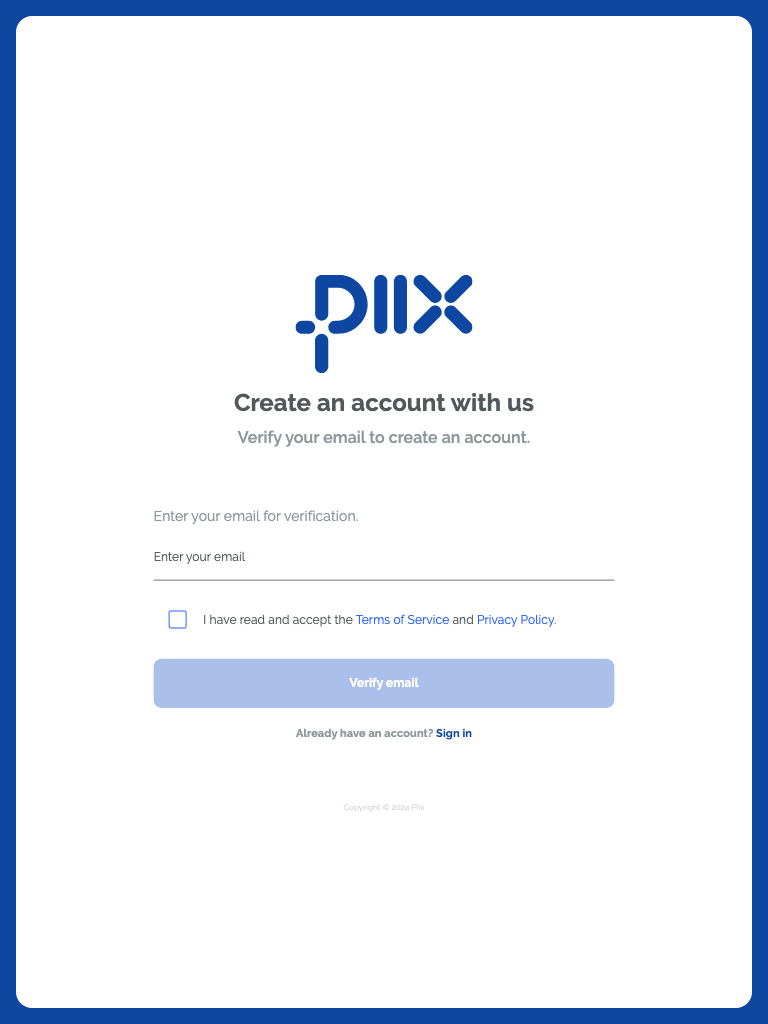 piix
Create an account with us
Verify your email to create an account.
Enter your email for verification.
Enter your email
I have read and accept the Terms of Service and Privacy Policy.
Verify email
Already have an account? Sign in
Copyright © 2024 Piix